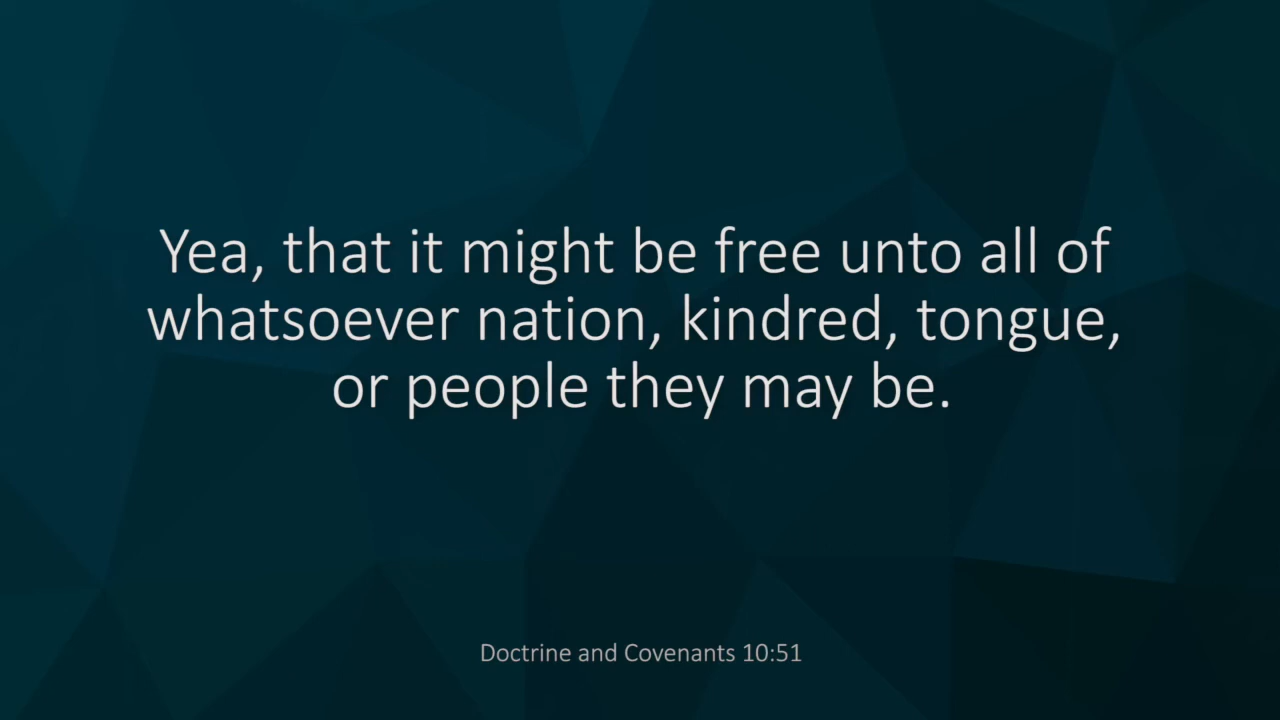 Yea, that it might be free unto all of
whatsoever nation, kindred, tongue,
or people they may be.
Doctrine and Covenants 10:51